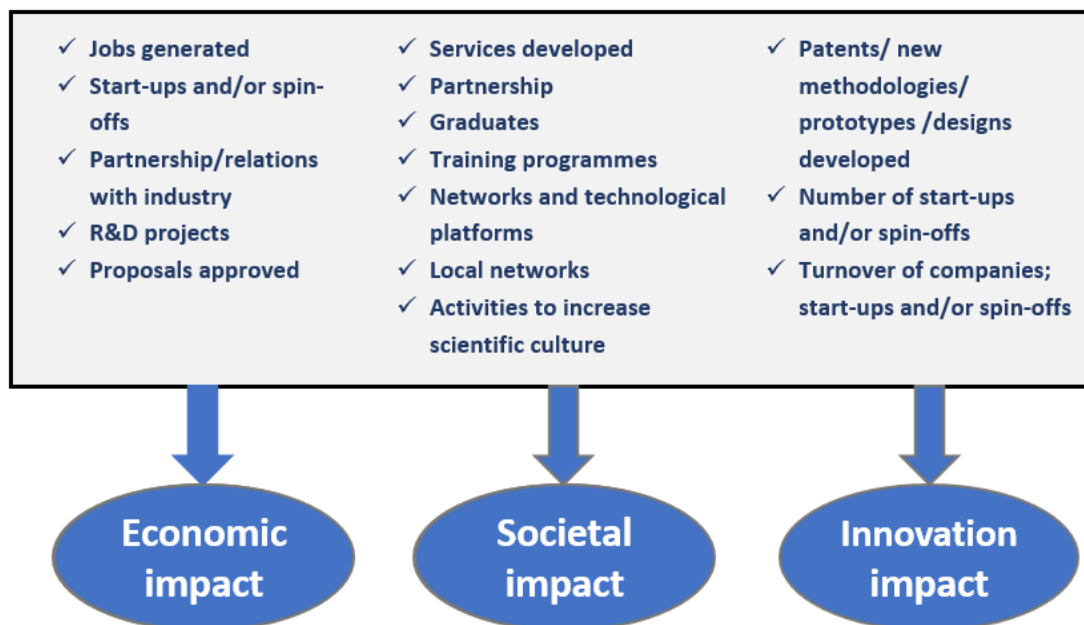 ✓ Jobs generated
✓ Start-ups and/or spin-
offs
✓ Partnership/relations
with industry
✓ R&D projects
✓ Proposals approved
✓ Services developed
✓ Partnership
✓ Graduates
✓ Training programmes
✓ Networks and technological
platforms
✓ Local networks
✓ Activities to increase
scientific culture
✓ Patents/ new
methodologies/
prototypes /designs
developed
✓ Number of start-ups
and/or spin-offs
✓ Turnover of companies;
start-ups and/or spin-offs
Economic
impact
Societal
impact
Innovation
impact